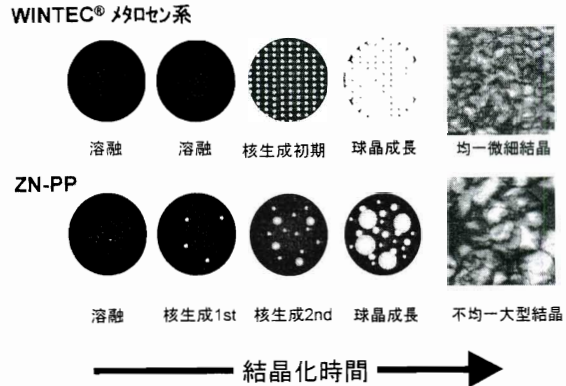 WINTEC® メタロセン系
溶融 溶融 核生成初期 球晶成長 均一微細結晶
ZN-PP
溶融 核生成1st 核生成2nd 球晶成長 不均一大型結晶
結晶化時間